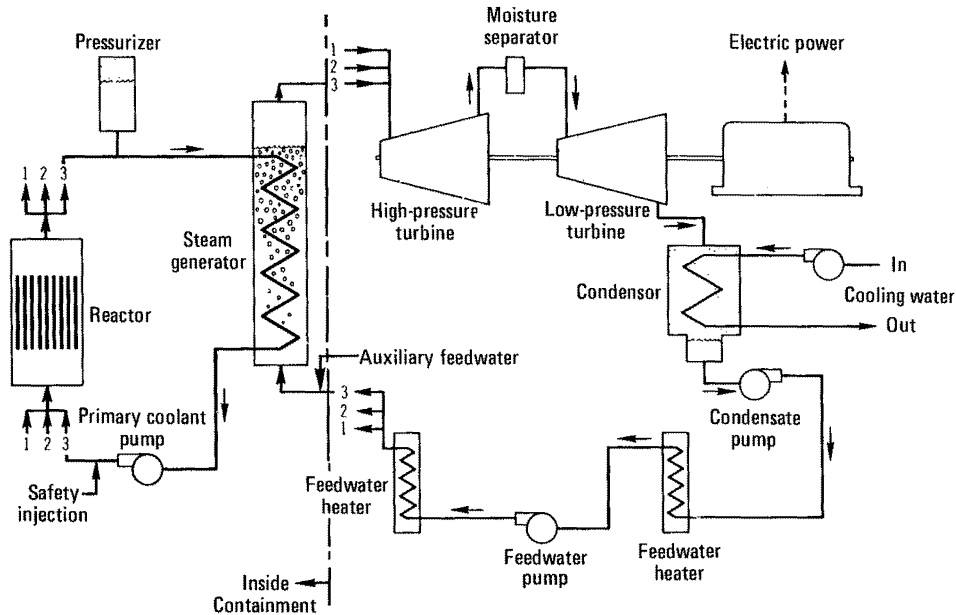 Pressurizer
1
2
3
Moisture
separator
Electric power
1 2 3
Steam
generator
High-pressure
turbine
Low-pressure
turbine
Reactor
Condensor
In
Cooling water
Out
Auxiliary feedwater
3
2
1
Primary coolant
pump
1 2 3
Condensate
pump
Safety
injection
Feedwater
heater
Feedwater
pump
Feedwater
heater
Inside
Containment